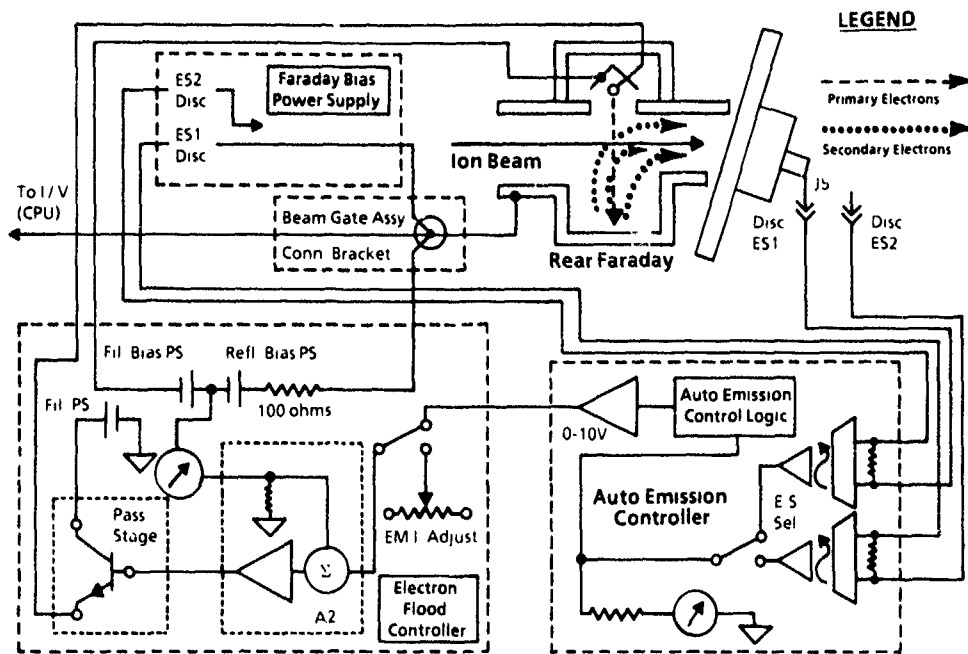 LEGEND
Primary Electrons
Secondary Electrons
ES2
Disc
Faraday Bias
Power Supply
ES1
Disc
Ion Beam
To I / V
(CPU)
Beam Gate Assy
Conn Bracket
Rear Faraday
J5
Disc
ES1
Disc
ES2
Fil Bias PS
Refl Bias PS
Fil PS
100 ohms
0-10V
Auto Emission
Control Logic
Pass
Stage
EM I Adjust
Auto Emission
Controller
E S
Sel
Σ
A2
Electron
Flood
Controller